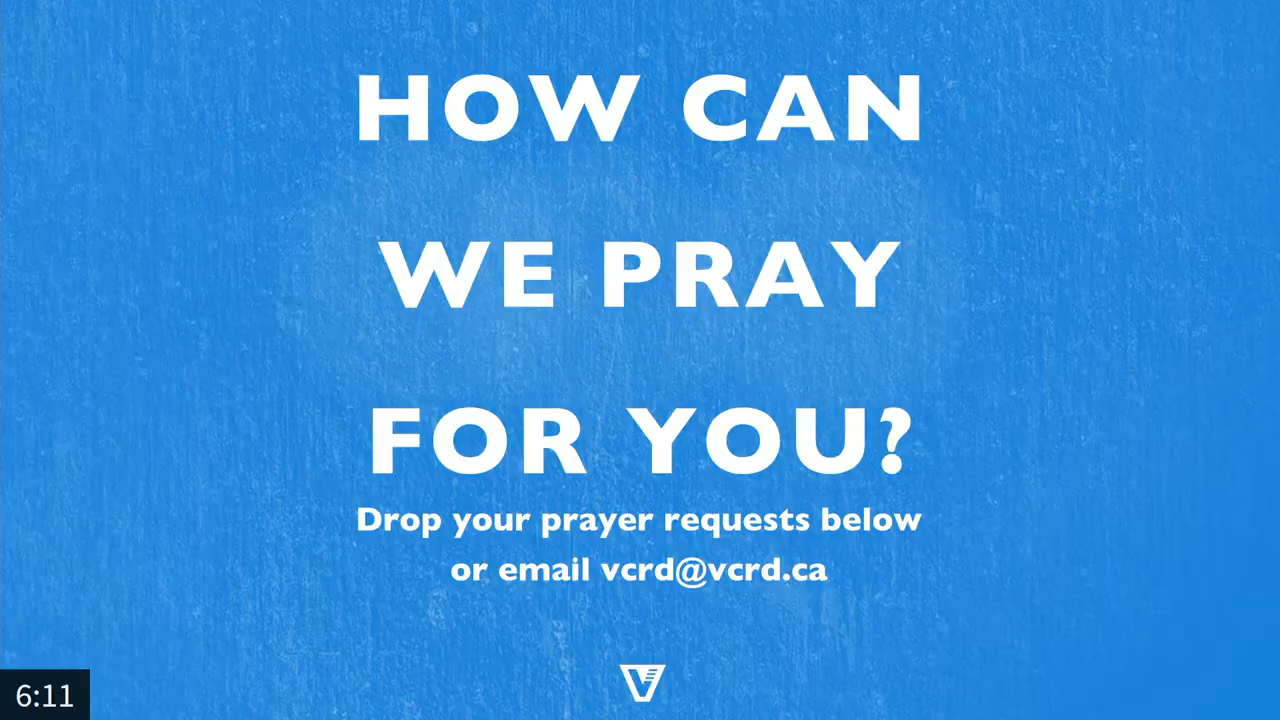 HOW CAN
WE PRAY
FOR YOU?
Drop your prayer requests below
or email vcrd@vcrd.ca
V
6:11